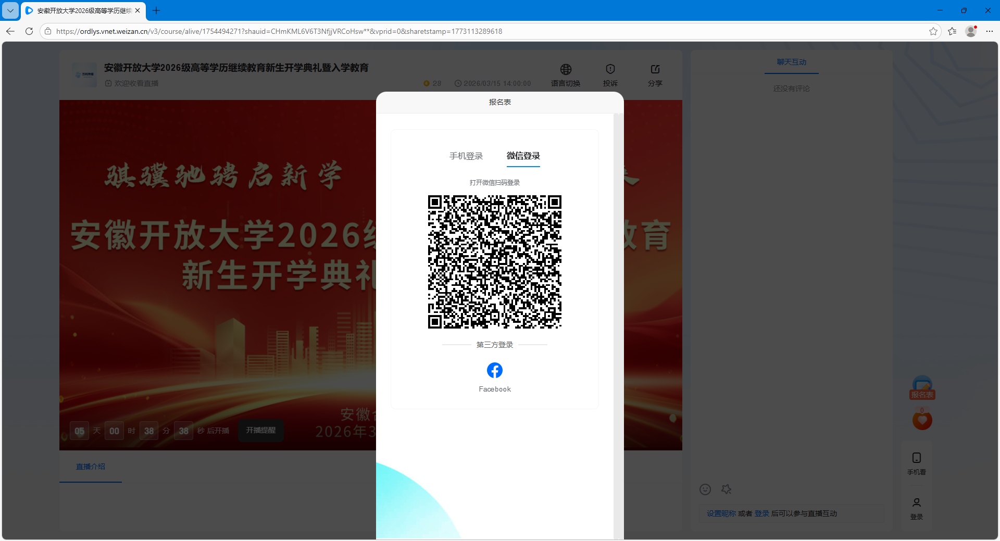 安徽开放大学2026级高等学历继续
https://ordlys.vnet.weizan.cn/v3/course/alive/1754494271?shauid=CHmKML6V6T3NfjjVRCoHsw**&vprid=0&sharetstamp=1773113289618
安徽开放大学2026级高等学历继续教育新生开学典礼暨入学教育
欢迎收看直播
28
2026/03/15 14:00:00
语言切换
投诉
分享
聊天互动
还没有评论
报名表
手机登录
微信登录
打开微信扫码登录
第三方登录
Facebook
骐骥驰骋启新学
安徽开放大学2026级
教育
新生开学典礼
安徽合
2026年3
05 天 00 时 38 分 38 秒 后开播
开播提醒
直播介绍
报名表
0
手机看
登录
设置昵称 或者 登录 后可以参与直播互动